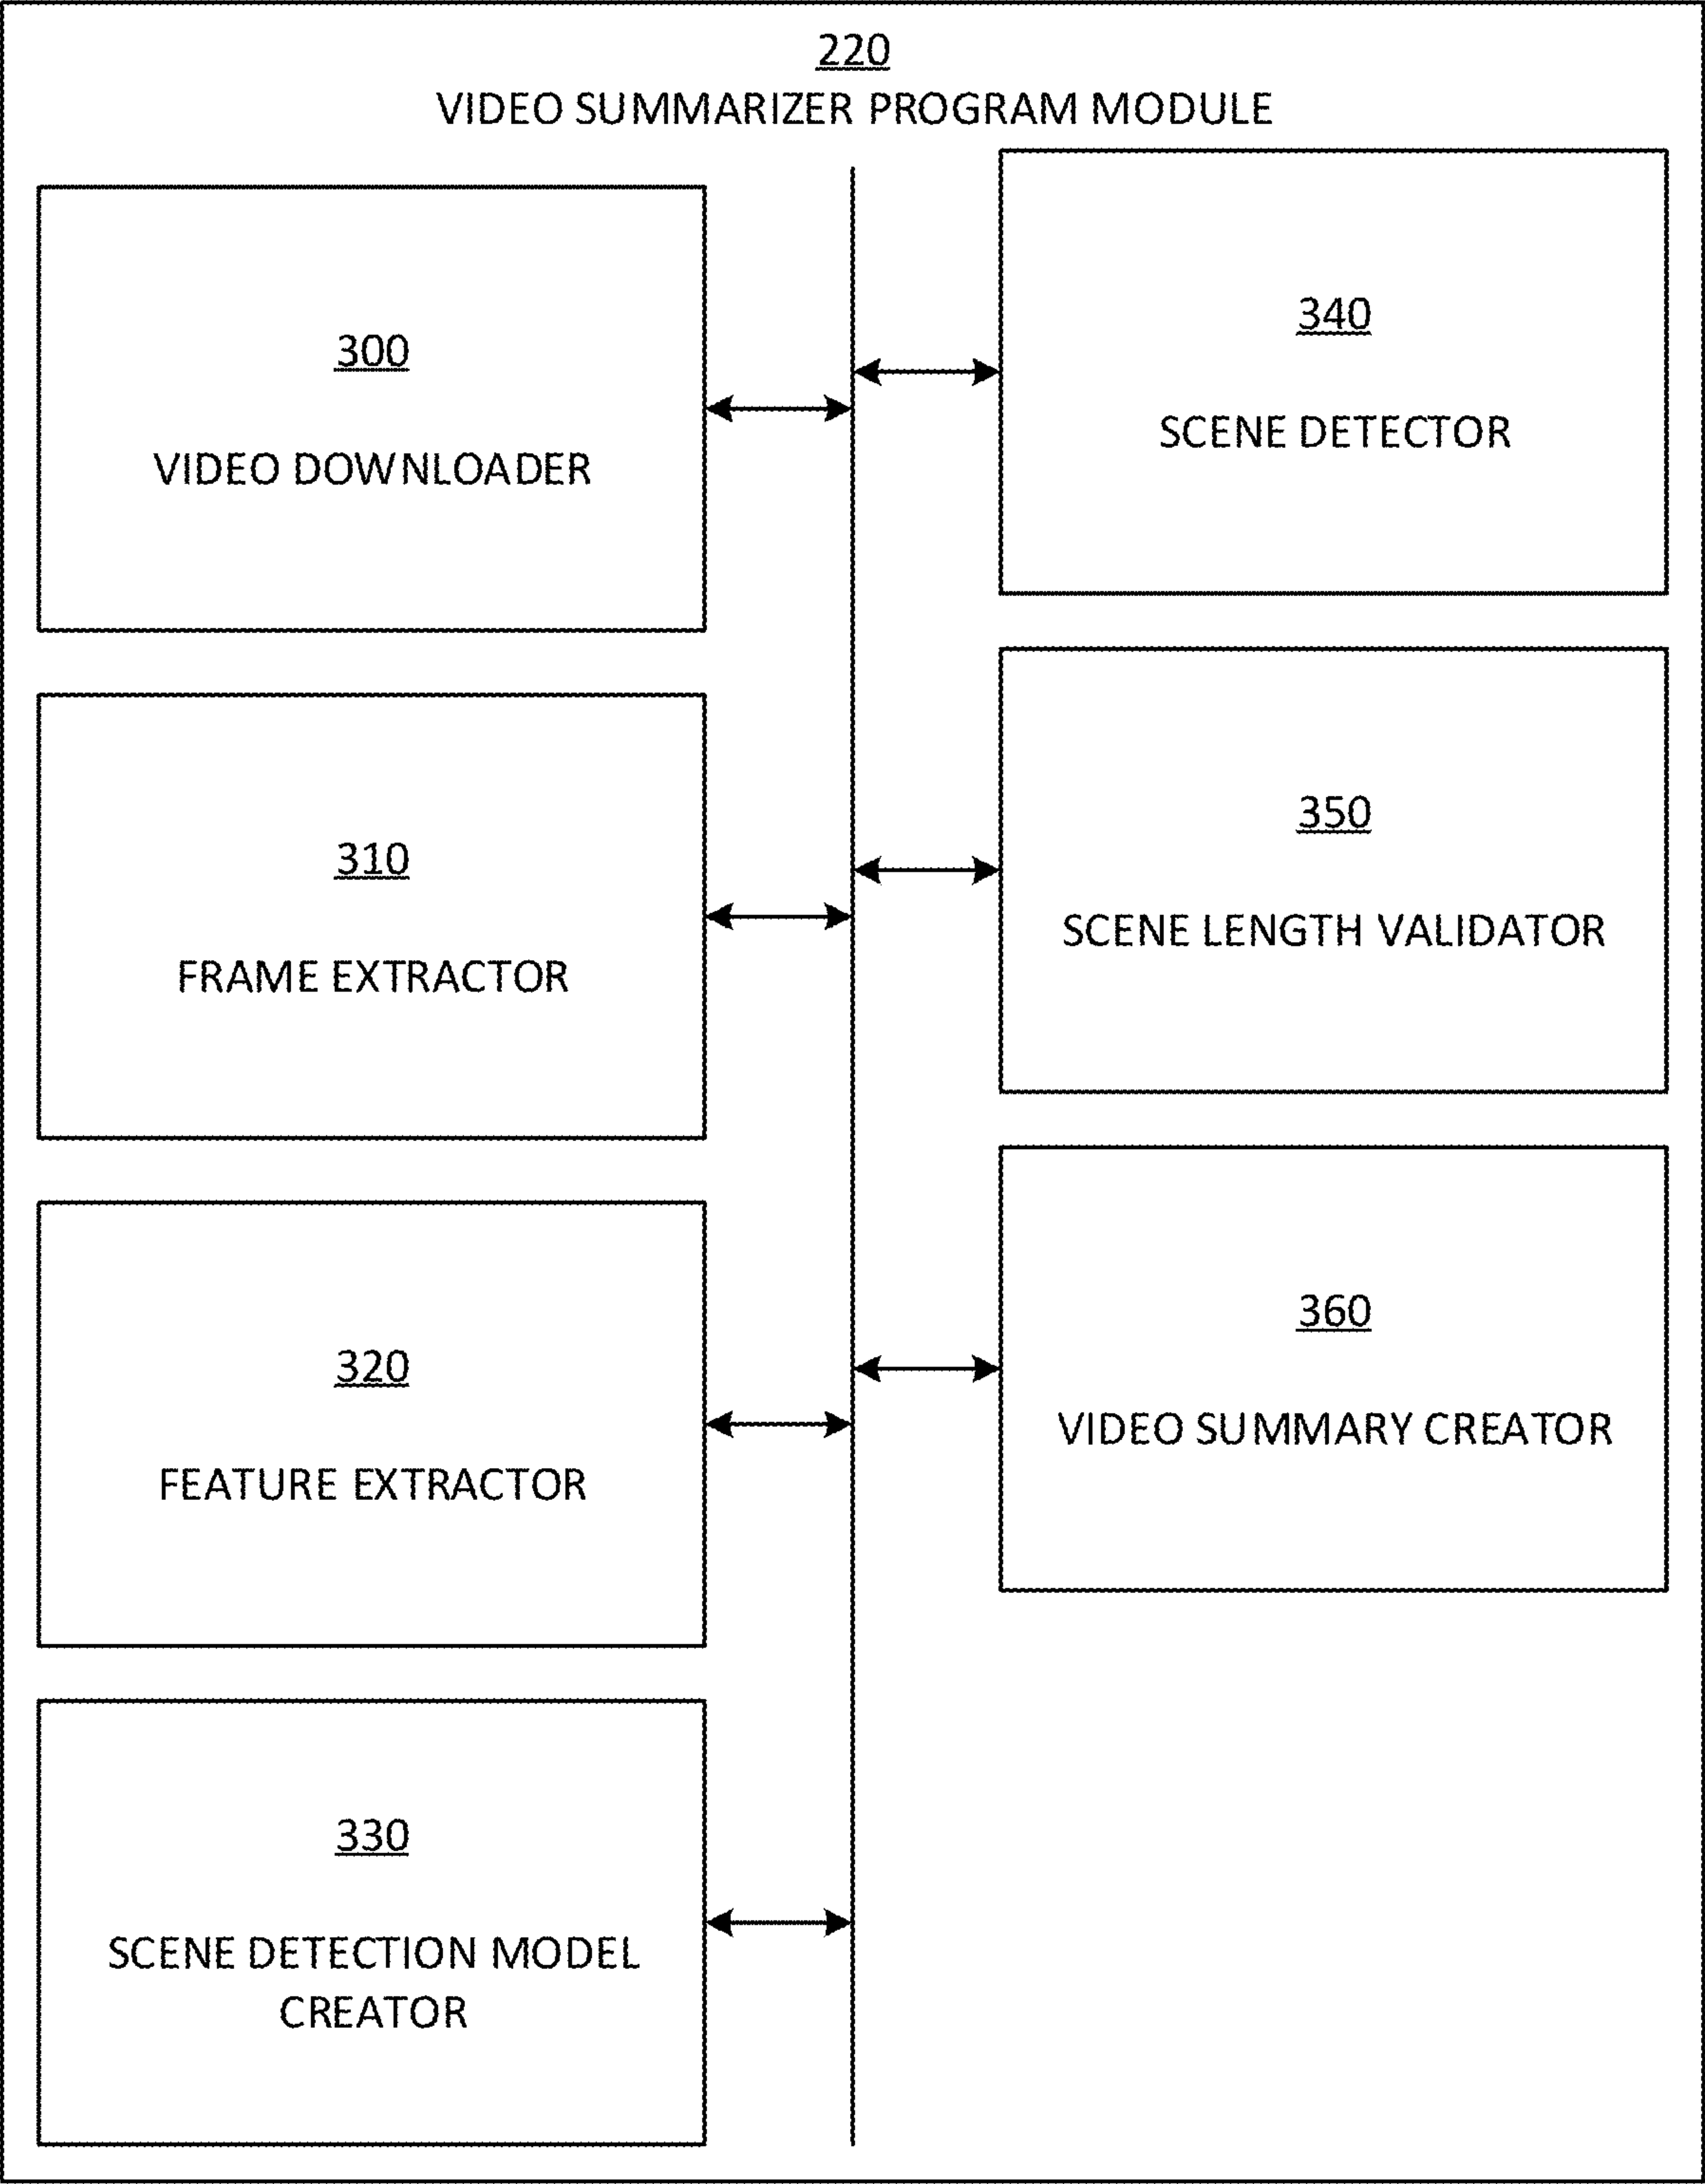 220
VIDEO SUMMARIZER PROGRAM MODULE
300
VIDEO DOWNLOADER
310
FRAME EXTRACTOR
320
FEATURE EXTRACTOR
330
SCENE DETECTION MODEL
CREATOR
340
SCENE DETECTOR
350
SCENE LENGTH VALIDATOR
360
VIDEO SUMMARY CREATOR